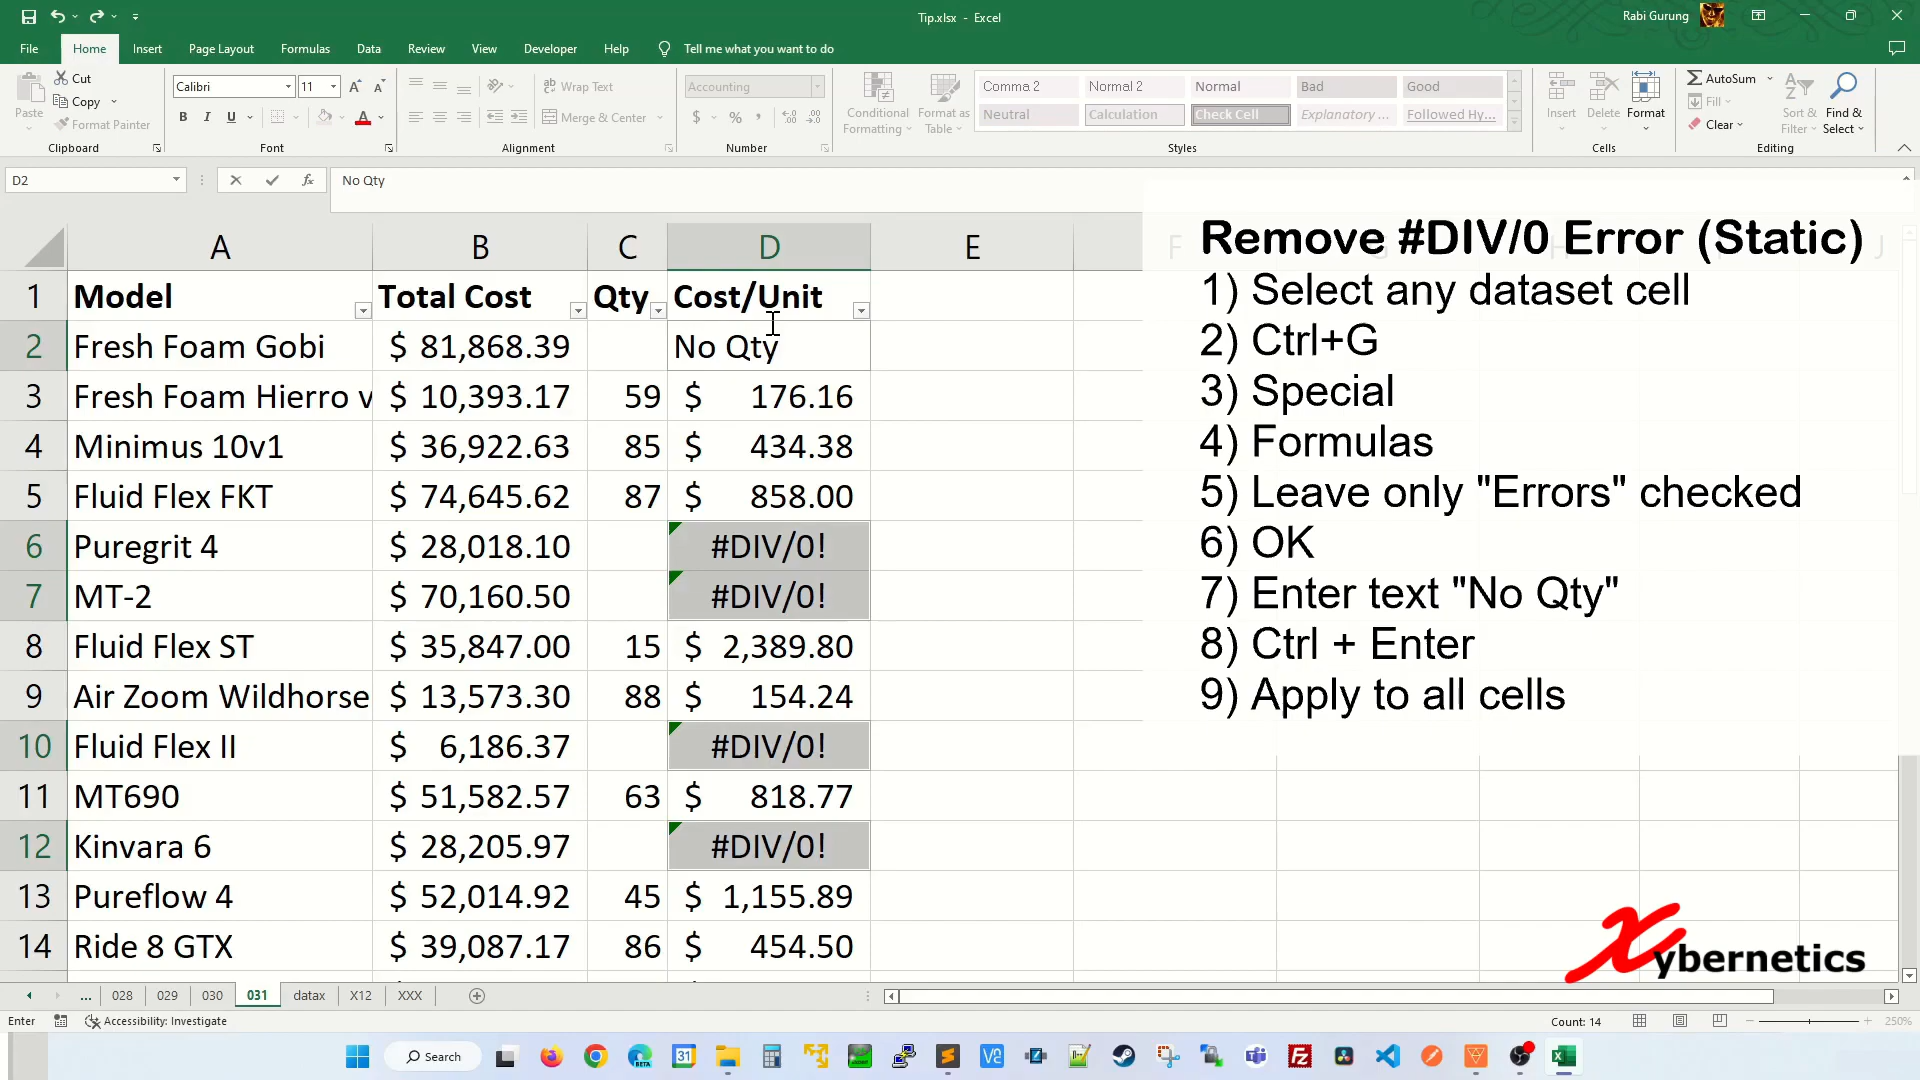 Tip.xlsx - Excel
Rabi Gurung
File Home Insert Page Layout Formulas Data Review View Developer Help Tell me what you want to do
Paste
Cut
Copy
Format Painter
Clipboard
Calibri 11
B I U
Font
Wrap Text
Merge & Center
Alignment
Accounting
$ % ,
Number
Conditional Formatting
Format as Table
Comma 2 Normal 2 Normal Bad Good
Neutral Calculation Check Cell Explanatory ... Followed Hy...
Styles
Insert Delete Format
Cells
AutoSum
Fill
Clear
Sort & Filter
Find & Select
Editing
D2 fx No Qty
A B C D E F J
1 Model Total Cost Qty Cost/Unit
2 Fresh Foam Gobi $ 81,868.39 No Qty
3 Fresh Foam Hierro v $ 10,393.17 59 $ 176.16
4 Minimus 10v1 $ 36,922.63 85 $ 434.38
5 Fluid Flex FKT $ 74,645.62 87 $ 858.00
6 Puregrit 4 $ 28,018.10 #DIV/0!
7 MT-2 $ 70,160.50 #DIV/0!
8 Fluid Flex ST $ 35,847.00 15 $ 2,389.80
9 Air Zoom Wildhorse $ 13,573.30 88 $ 154.24
10 Fluid Flex II $ 6,186.37 #DIV/0!
11 MT690 $ 51,582.57 63 $ 818.77
12 Kinvara 6 $ 28,205.97 #DIV/0!
13 Pureflow 4 $ 52,014.92 45 $ 1,155.89
14 Ride 8 GTX $ 39,087.17 86 $ 454.50
Remove #DIV/0 Error (Static)
1) Select any dataset cell
2) Ctrl+G
3) Special
4) Formulas
5) Leave only "Errors" checked
6) OK
7) Enter text "No Qty"
8) Ctrl + Enter
9) Apply to all cells
Xybernetics
... 028 029 030 031 datax X12 XXX
Enter Accessibility: Investigate Count: 14 250%
Search